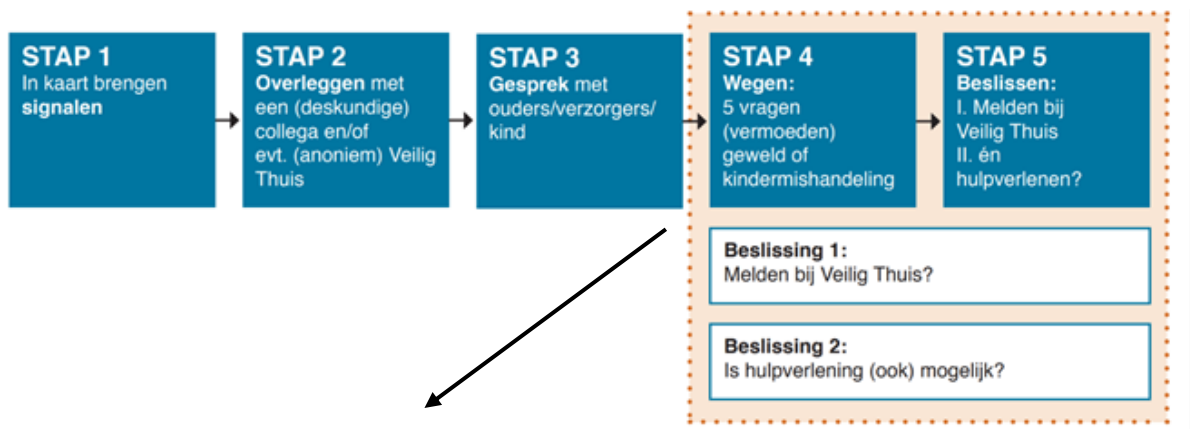 STAP 1
In kaart brengen
signalen
STAP 2
Overleggen met
een (deskundige)
collega en/of
evt. (anoniem) Veilig
Thuis
STAP 3
Gesprek met
ouders/verzorgers/
kind
STAP 4
Wegen:
5 vragen
(vermoeden)
geweld of
kindermishandeling
STAP 5
Beslissen:
I. Melden bij
Veilig Thuis
II. én
hulpverlenen?
Beslissing 1:
Melden bij Veilig Thuis?
Beslissing 2:
Is hulpverlening (ook) mogelijk?